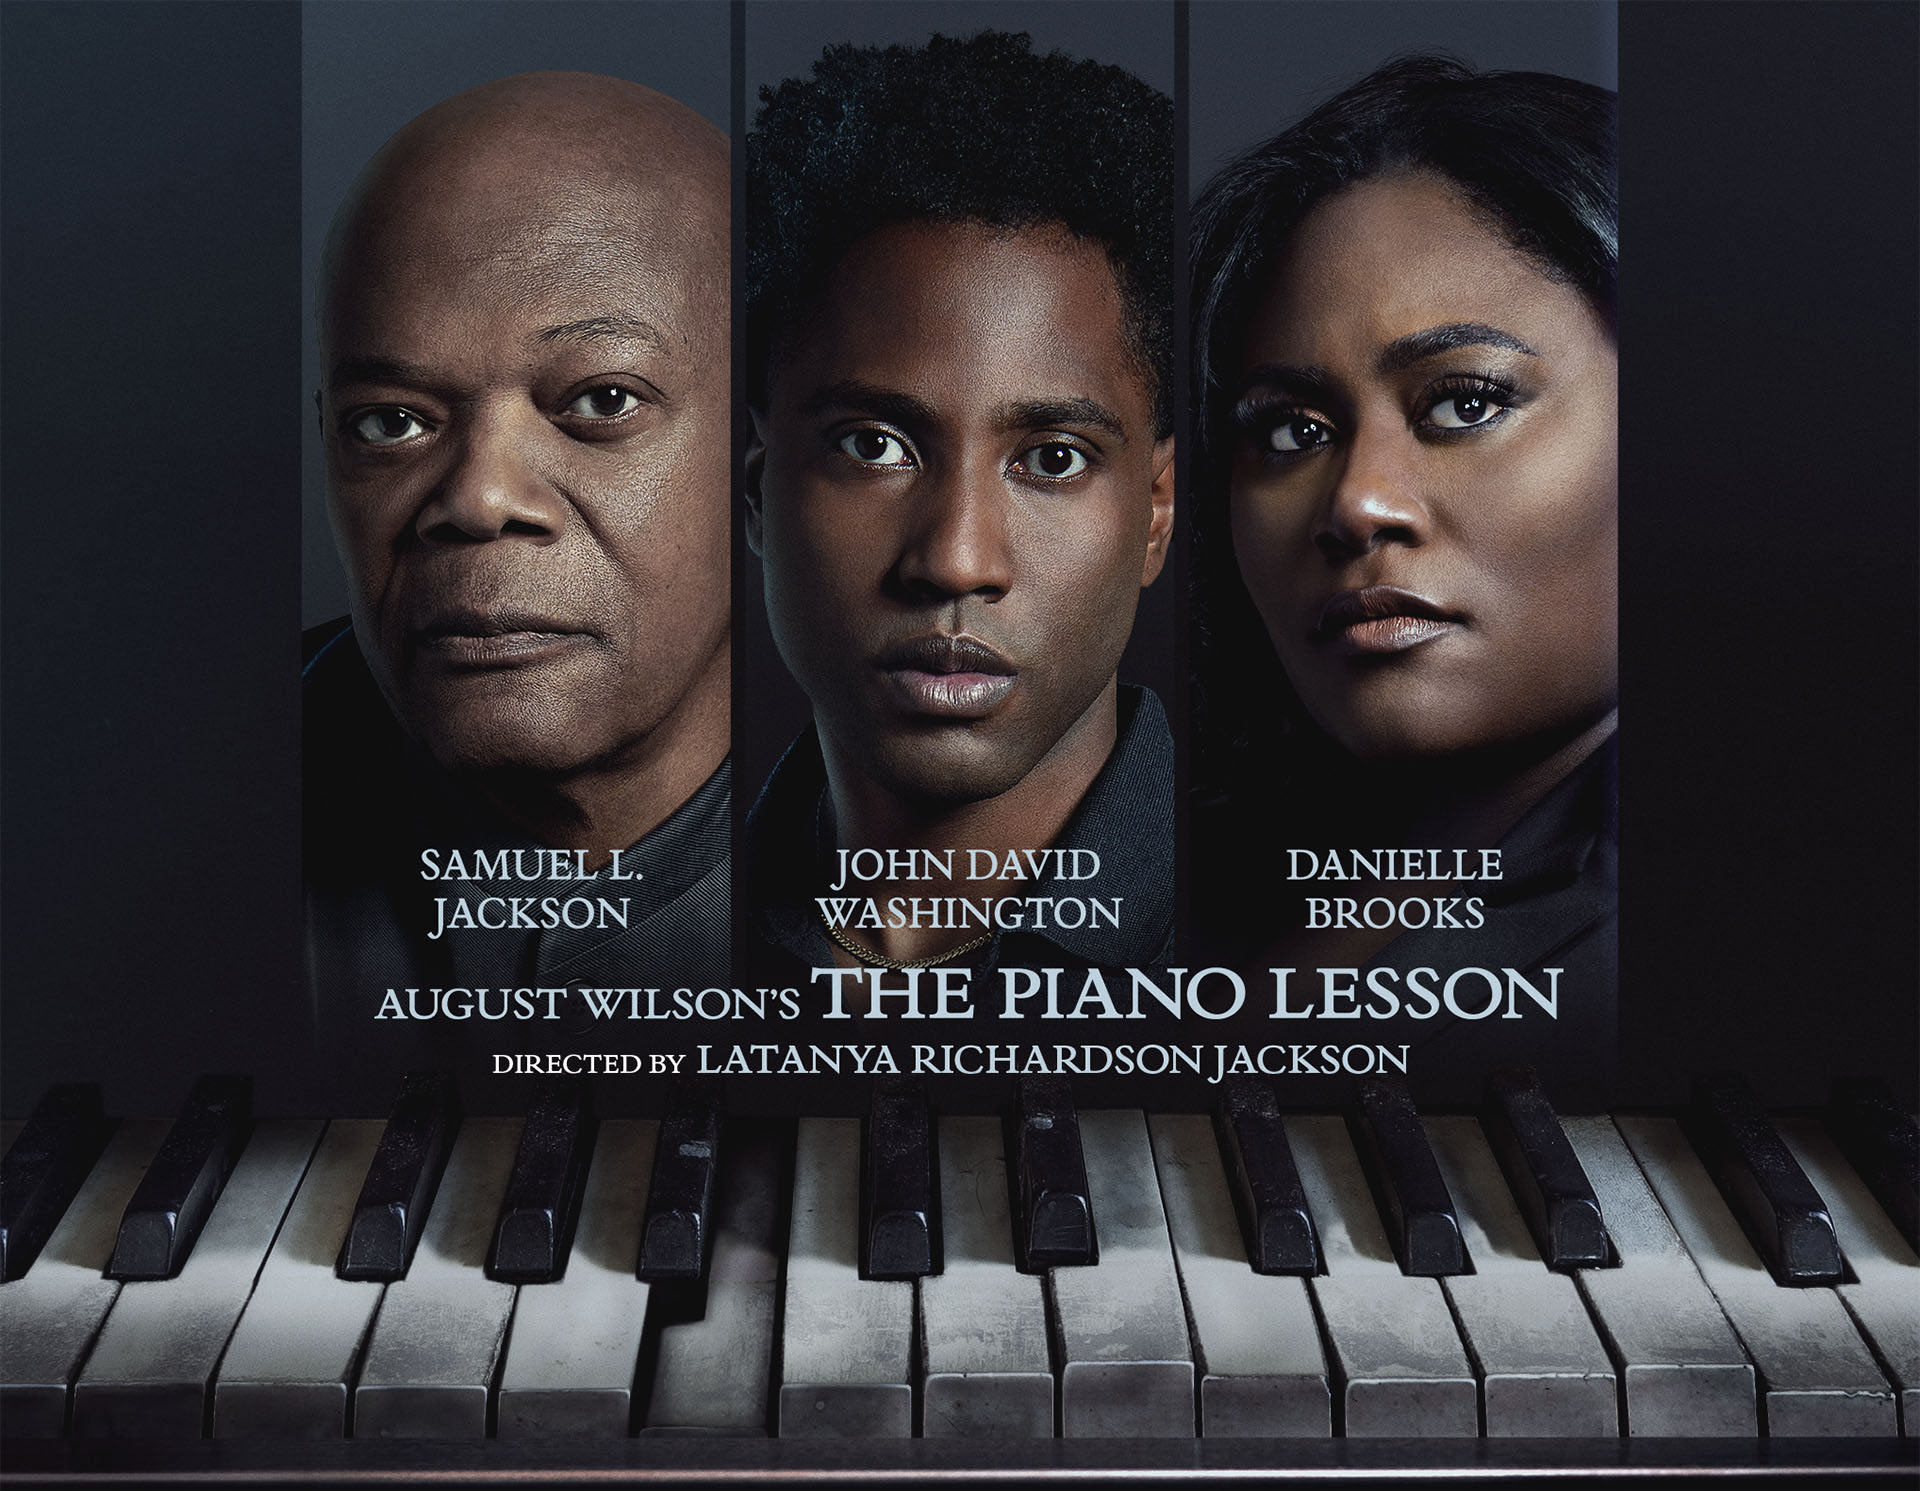 SAMUEL L.
JACKSON
JOHN DAVID
WASHINGTON
DANIELLE
BROOKS
AUGUST WILSON'S THE PIANO LESSON
DIRECTED BY LATANYA RICHARDSON JACKSON